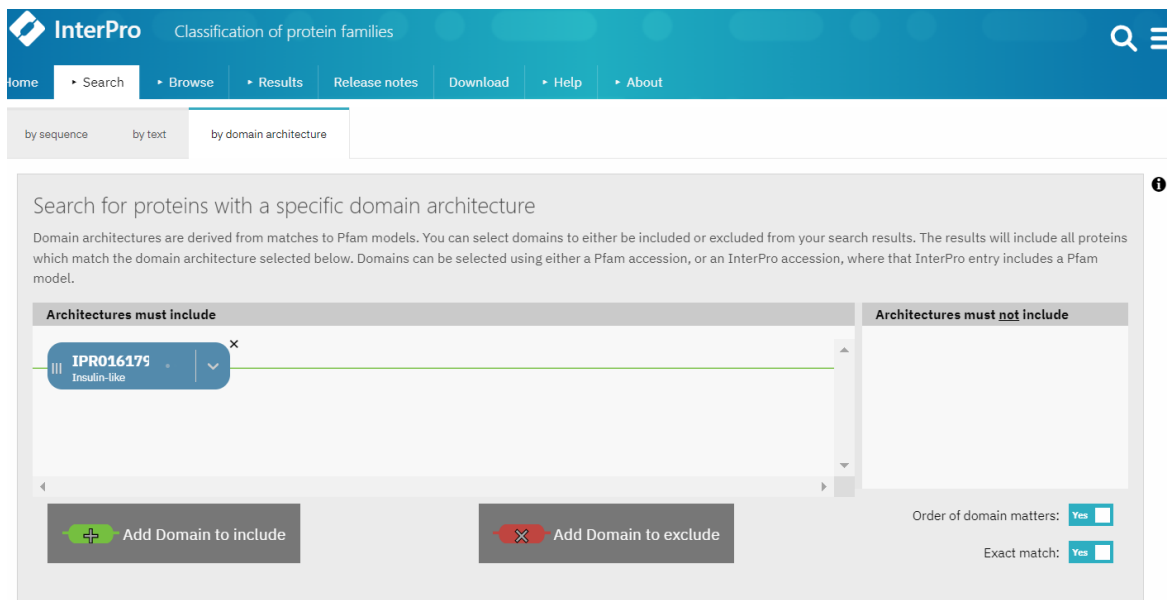 InterPro Classification of protein families
Home Search Browse Results Release notes Download Help About
by sequence by text by domain architecture
Search for proteins with a specific domain architecture
Domain architectures are derived from matches to Pfam models. You can select domains to either be included or excluded from your search results. The results will include all proteins
which match the domain architecture selected below. Domains can be selected using either a Pfam accession, or an InterPro accession, where that InterPro entry includes a Pfam
model.
Architectures must include
Architectures must not include
IPR016179
Insulin-like
Add Domain to include
Add Domain to exclude
Order of domain matters: Yes
Exact match: Yes